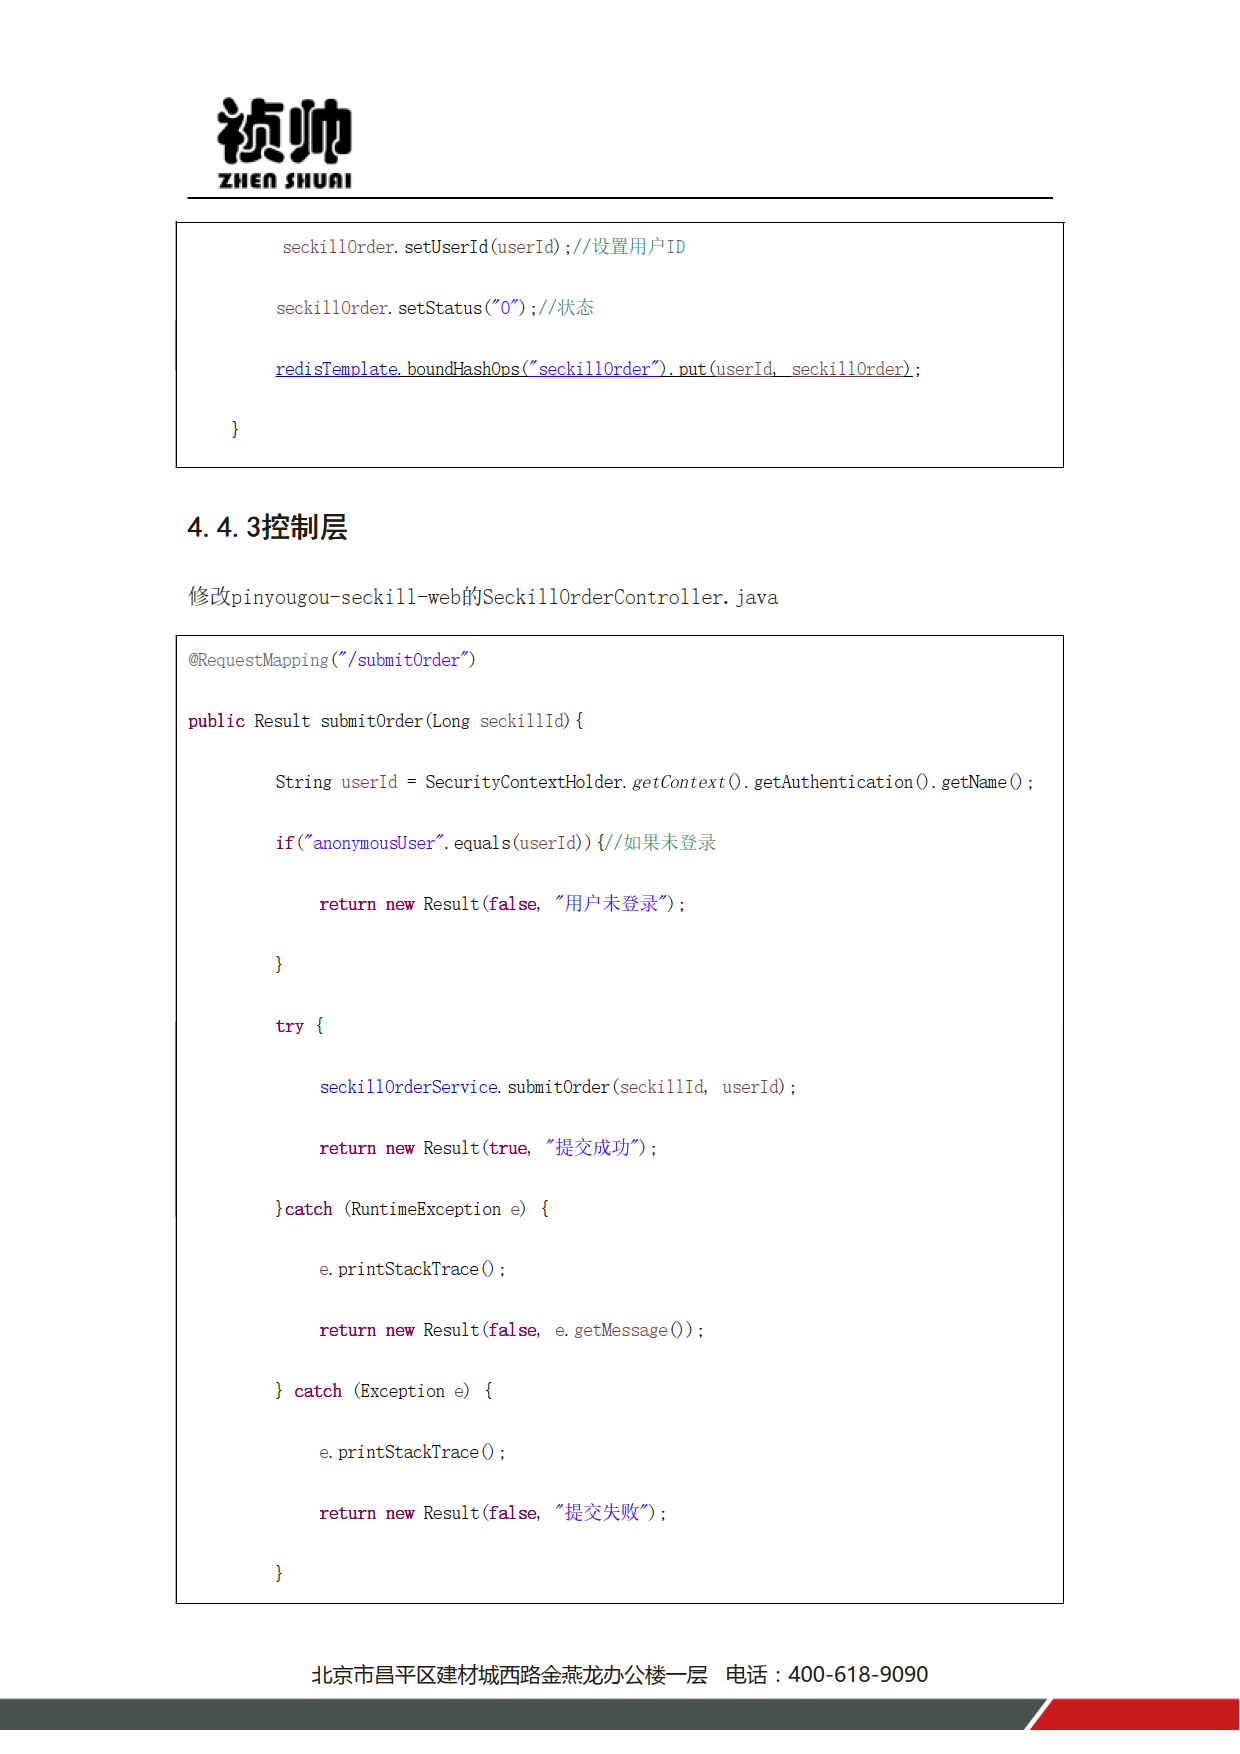 祯帅
ZHEN SHUAI
seckillOrder.setUserId(userId);//设置用户ID
seckillOrder.setStatus("0");//状态
redisTemplate.boundHashOps("seckillOrder").put(userId, seckillOrder);
}
4.4.3控制层
修改pinyougou-seckill-web的SeckillOrderController.java
@RequestMapping("/submitOrder")
public Result submitOrder(Long seckillId){
String userId = SecurityContextHolder.getContext().getAuthentication().getName();
if("anonymousUser".equals(userId)){//如果未登录
return new Result(false, "用户未登录");
}
try {
seckillOrderService.submitOrder(seckillId, userId);
return new Result(true, "提交成功");
}catch (RuntimeException e) {
e.printStackTrace();
return new Result(false, e.getMessage());
} catch (Exception e) {
e.printStackTrace();
return new Result(false, "提交失败");
}
北京市昌平区建材城西路金燕龙办公楼一层 电话：400-618-9090